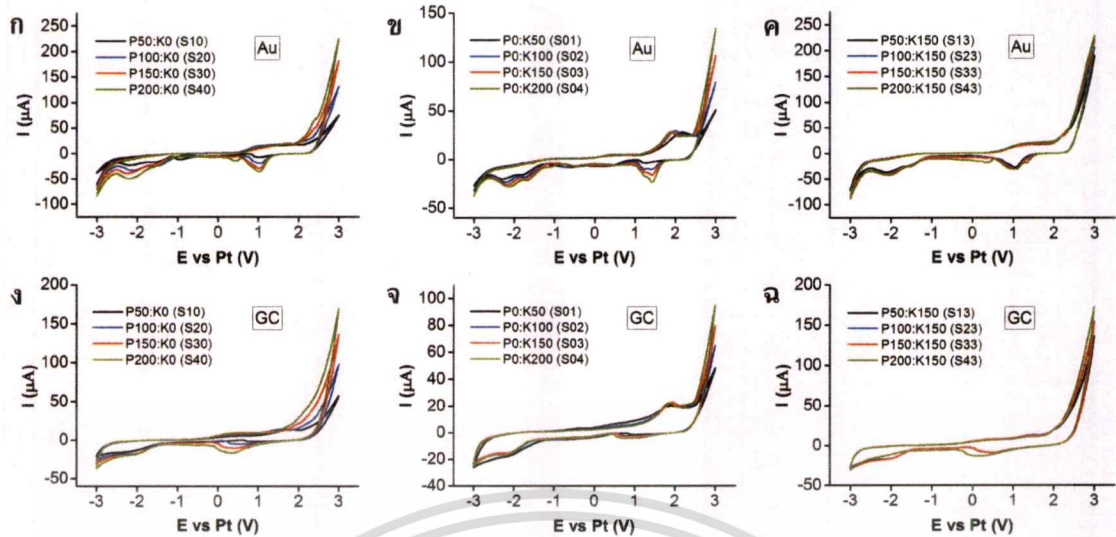 ก
P50:K0 (S10)
P100:K0 (S20)
P150:K0 (S30)
P200:K0 (S40)
Au
I (µA)
250
200
150
100
50
0
-50
-100
-3 -2 -1 0 1 2 3
E vs Pt (V)
ข
P0:K50 (S01)
P0:K100 (S02)
P0:K150 (S03)
P0:K200 (S04)
Au
I (µA)
150
100
50
0
50
-3 -2 -1 0 1 2 3
E vs Pt (V)
ค
P50:K150 (S13)
P100:K150 (S23)
P150:K150 (S33)
P200:K150 (S43)
Au
I (µA)
250
200
150
100
50
0
-50
-100
-3 -2 -1 0 1 2 3
E vs Pt (V)
ง
P50:K0 (S10)
P100:K0 (S20)
P150:K0 (S30)
P200:K0 (S40)
GC
I (µA)
200
150
100
50
0
-50
-3 -2 -1 0 1 2 3
E vs Pt (V)
จ
P0:K50 (S01)
P0:K100 (S02)
P0:K150 (S03)
P0:K200 (S04)
GC
I (µA)
100
80
60
40
20
0
-20
-40
-3 -2 -1 0 1 2 3
E vs Pt (V)
ฉ
P50:K150 (S13)
P100:K150 (S23)
P150:K150 (S33)
P200:K150 (S43)
GC
I (µA)
200
150
100
50
0
-50
-3 -2 -1 0 1 2 3
E vs Pt (V)